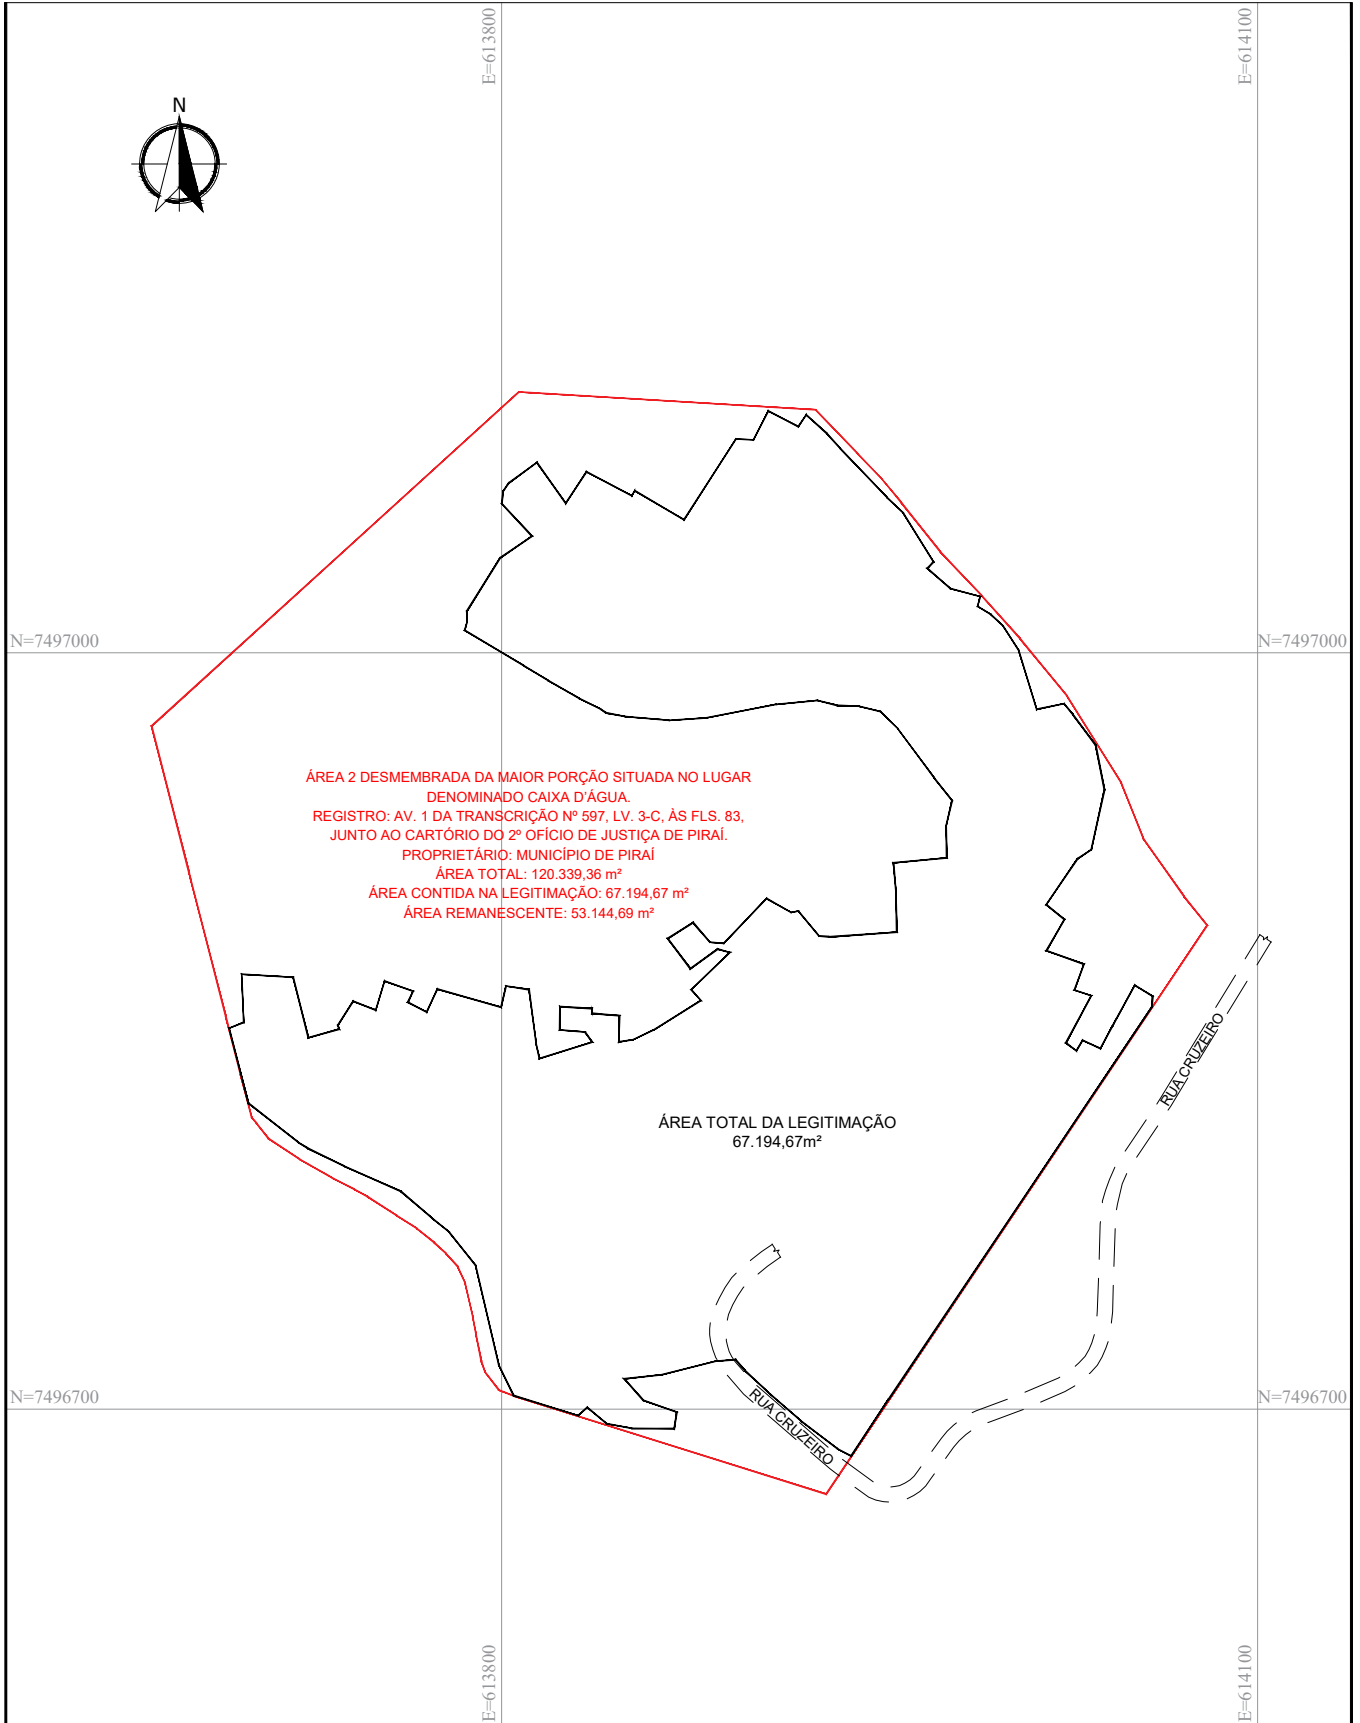 E=613800
E=614100
N
N=7497000
N=7497000
ÁREA 2 DESMEMBRADA DA MAIOR PORÇÃO SITUADA NO LUGAR
DENOMINADO CAIXA D'ÁGUA.
REGISTRO: AV. 1 DA TRANSCRIÇÃO Nº 597, LV. 3-C, ÀS FLS. 83,
JUNTO AO CARTÓRIO DO 2º OFÍCIO DE JUSTIÇA DE PIRAÍ.
PROPRIETÁRIO: MUNICÍPIO DE PIRAÍ
ÁREA TOTAL: 120.339,36 m²
ÁREA CONTIDA NA LEGITIMAÇÃO: 67.194,67 m²
ÁREA REMANESCENTE: 53.144,69 m²
RUA CRUZEIRO
ÁREA TOTAL DA LEGITIMAÇÃO
67.194,67m²
N=7496700
N=7496700
RUA CRUZEIRO
E=613800
E=614100